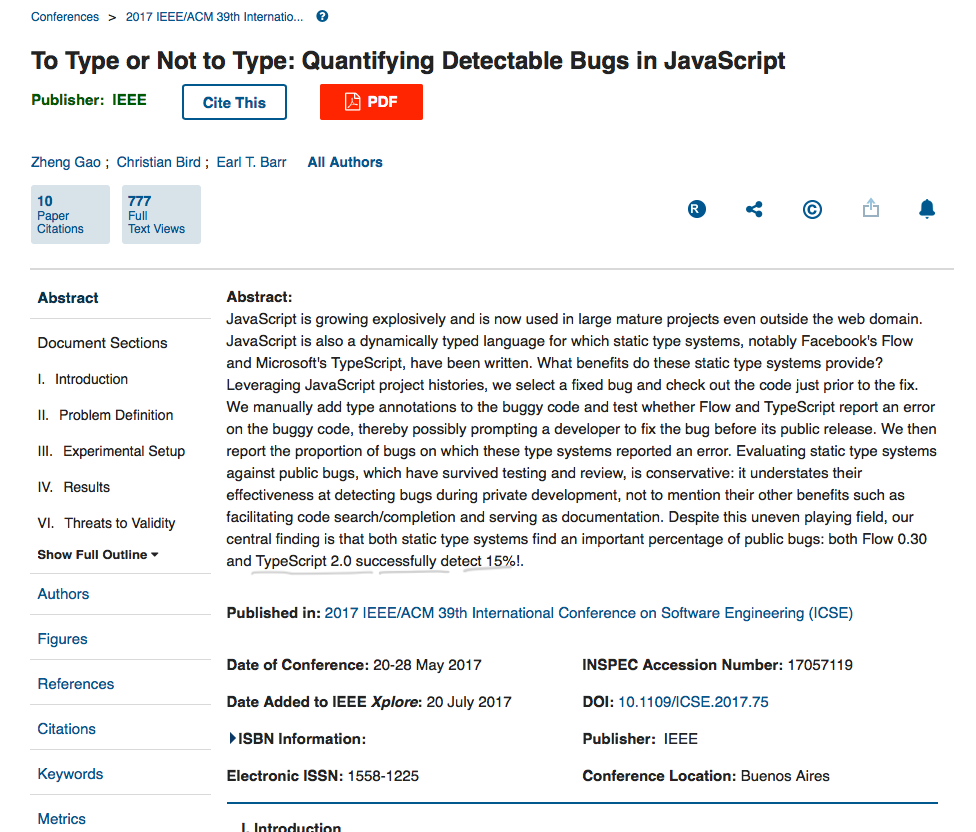 Conferences > 2017 IEEE/ACM 39th Internatio... ?
To Type or Not to Type: Quantifying Detectable Bugs in JavaScript
Publisher: IEEE
Cite This
PDF
Zheng Gao ; Christian Bird ; Earl T. Barr All Authors
10
Paper
Citations
777
Full
Text Views
R
©
Abstract
Document Sections
I. Introduction
II. Problem Definition
III. Experimental Setup
IV. Results
VI. Threats to Validity
Show Full Outline
Authors
Figures
References
Citations
Keywords
Metrics
Abstract:
JavaScript is growing explosively and is now used in large mature projects even outside the web domain.
JavaScript is also a dynamically typed language for which static type systems, notably Facebook's Flow
and Microsoft's TypeScript, have been written. What benefits do these static type systems provide?
Leveraging JavaScript project histories, we select a fixed bug and check out the code just prior to the fix.
We manually add type annotations to the buggy code and test whether Flow and TypeScript report an error
on the buggy code, thereby possibly prompting a developer to fix the bug before its public release. We then
report the proportion of bugs on which these type systems reported an error. Evaluating static type systems
against public bugs, which have survived testing and review, is conservative: it understates their
effectiveness at detecting bugs during private development, not to mention their other benefits such as
facilitating code search/completion and serving as documentation. Despite this uneven playing field, our
central finding is that both static type systems find an important percentage of public bugs: both Flow 0.30
and TypeScript 2.0 successfully detect 15%!.
Published in: 2017 IEEE/ACM 39th International Conference on Software Engineering (ICSE)
Date of Conference: 20-28 May 2017
INSPEC Accession Number: 17057119
Date Added to IEEE Xplore: 20 July 2017
DOI: 10.1109/ICSE.2017.75
ISBN Information:
Publisher: IEEE
Electronic ISSN: 1558-1225
Conference Location: Buenos Aires
I. Introduction